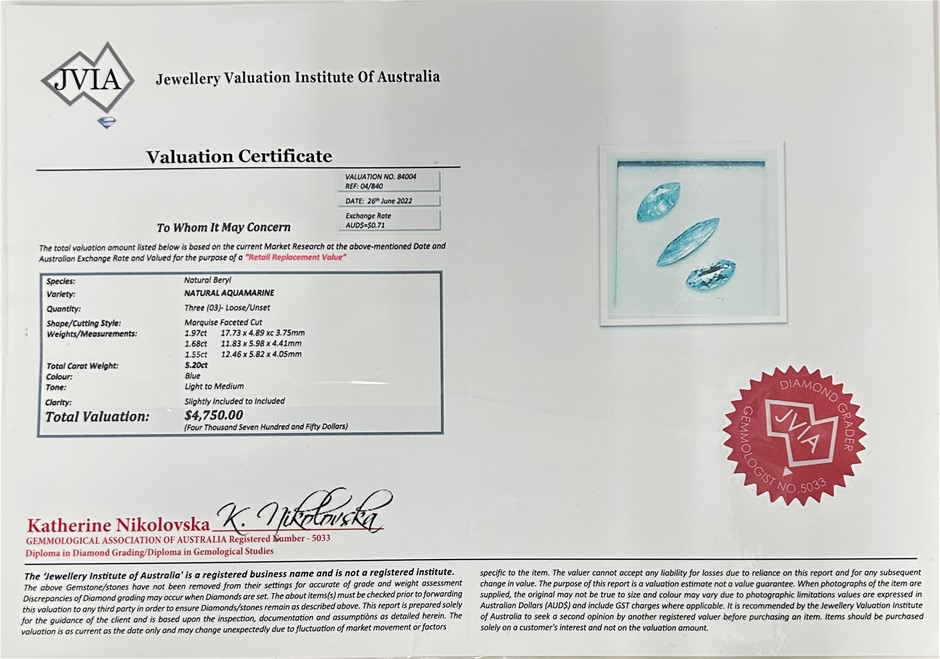 JVIA
Jewellery Valuation Institute Of Australia
Valuation Certificate
VALUATION NO. 84004
REF: 04/840
DATE: 26th June 2022
Exchange Rate
AUD$=$0.71
To Whom It May Concern
The total valuation amount listed below is based on the current Market Research at the above-mentioned Date and
Australian Exchange Rate and Valued for the purpose of a "Retail Replacement Value"
Species: Natural Beryl
Variety: NATURAL AQUAMARINE
Quantity: Three (03)- Loose/Unset
Shape/Cutting Style: Marquise Faceted Cut
Weights/Measurements: 1.97ct 17.73 x 4.89 xc 3.75mm
1.68ct 11.83 x 5.98 x 4.41mm
1.55ct 12.46 x 5.82 x 4.05mm
Total Carat Weight: 5.20ct
Colour: Blue
Tone: Light to Medium
Clarity: Slightly Included to Included
Total Valuation: $4,750.00
(Four Thousand Seven Hundred and Fifty Dollars)
DIAMOND GRADER
JVIA
GEMMOLOGIST NO.5033
Katherine Nikolovska K. Nikolovska
GEMMOLOGICAL ASSOCIATION OF AUSTRALIA Registered Number - 5033
Diploma in Diamond Grading/Diploma in Gemological Studies
The 'Jewellery Institute of Australia' is a registered business name and is not a registered institute.
The above Gemstone/stones have not been removed from their settings for accurate of grade and weight assessment
Discrepancies of Diamond grading may occur when Diamonds are set. The about items(s) must be checked prior to forwarding
this valuation to any third party in order to ensure Diamonds/stones remain as described above. This report is prepared solely
for the guidance of the client and is based upon the inspection, documentation and assumptions as detailed herein. The
valuation is as current as the date only and may change unexpectedly due to fluctuation of market movement or factors
specific to the item. The valuer cannot accept any liability for losses due to reliance on this report and for any subsequent
change in value. The purpose of this report is a valuation estimate not a value guarantee. When photographs of the item are
supplied, the original may not be true to size and colour may vary due to photographic limitations values are expressed in
Australian Dollars (AUD$) and include GST charges where applicable. It is recommended by the Jewellery Valuation Institute
of Australia to seek a second opinion by another registered valuer before purchasing an item. Items should be purchased
solely on a customer's interest and not on the valuation amount.